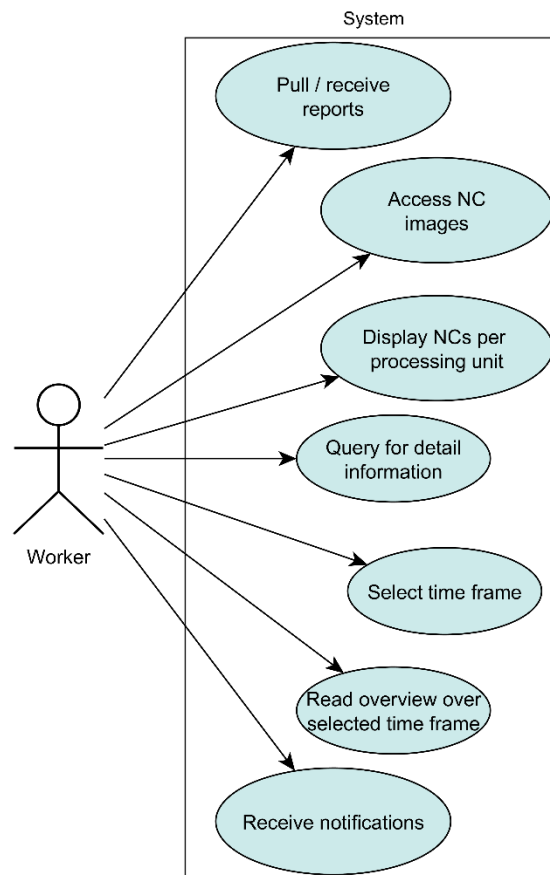 System
Pull / receive
reports
Access NC
images
Display NCs per
processing unit
Query for detail
information
Worker
Select time frame
Read overview over
selected time frame
Receive notifications